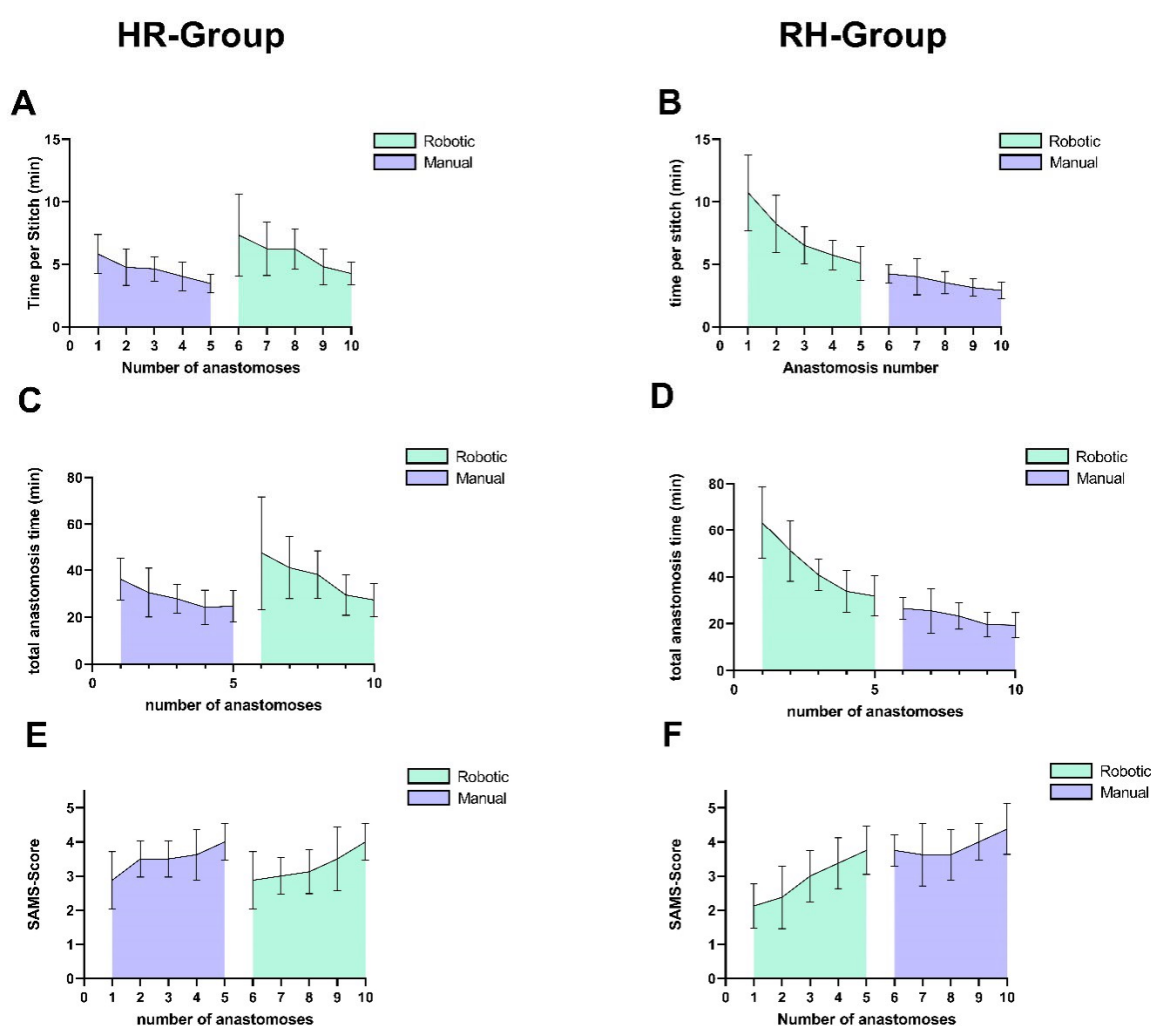 HR-Group
RH-Group
A
Time per Stitch (min)
15
10
5
0
0 1 2 3 4 5 6 7 8 9 10
Number of anastomoses
Robotic
Manual
B
time per stitch (min)
15
10
5
0
0 1 2 3 4 5 6 7 8 9 10
Anastomosis number
Robotic
Manual
C
total anastomosis time (min)
80
60
40
20
0
0 5 10
number of anastomoses
Robotic
Manual
D
total anastomosis time (min)
80
60
40
20
0
0 5 10
number of anastomoses
Robotic
Manual
E
SAMS-Score
5
4
3
2
1
0
0 1 2 3 4 5 6 7 8 9 10
number of anastomoses
Robotic
Manual
F
SAMS-Score
5
4
3
2
1
0
0 1 2 3 4 5 6 7 8 9 10
Number of anastomoses
Robotic
Manual